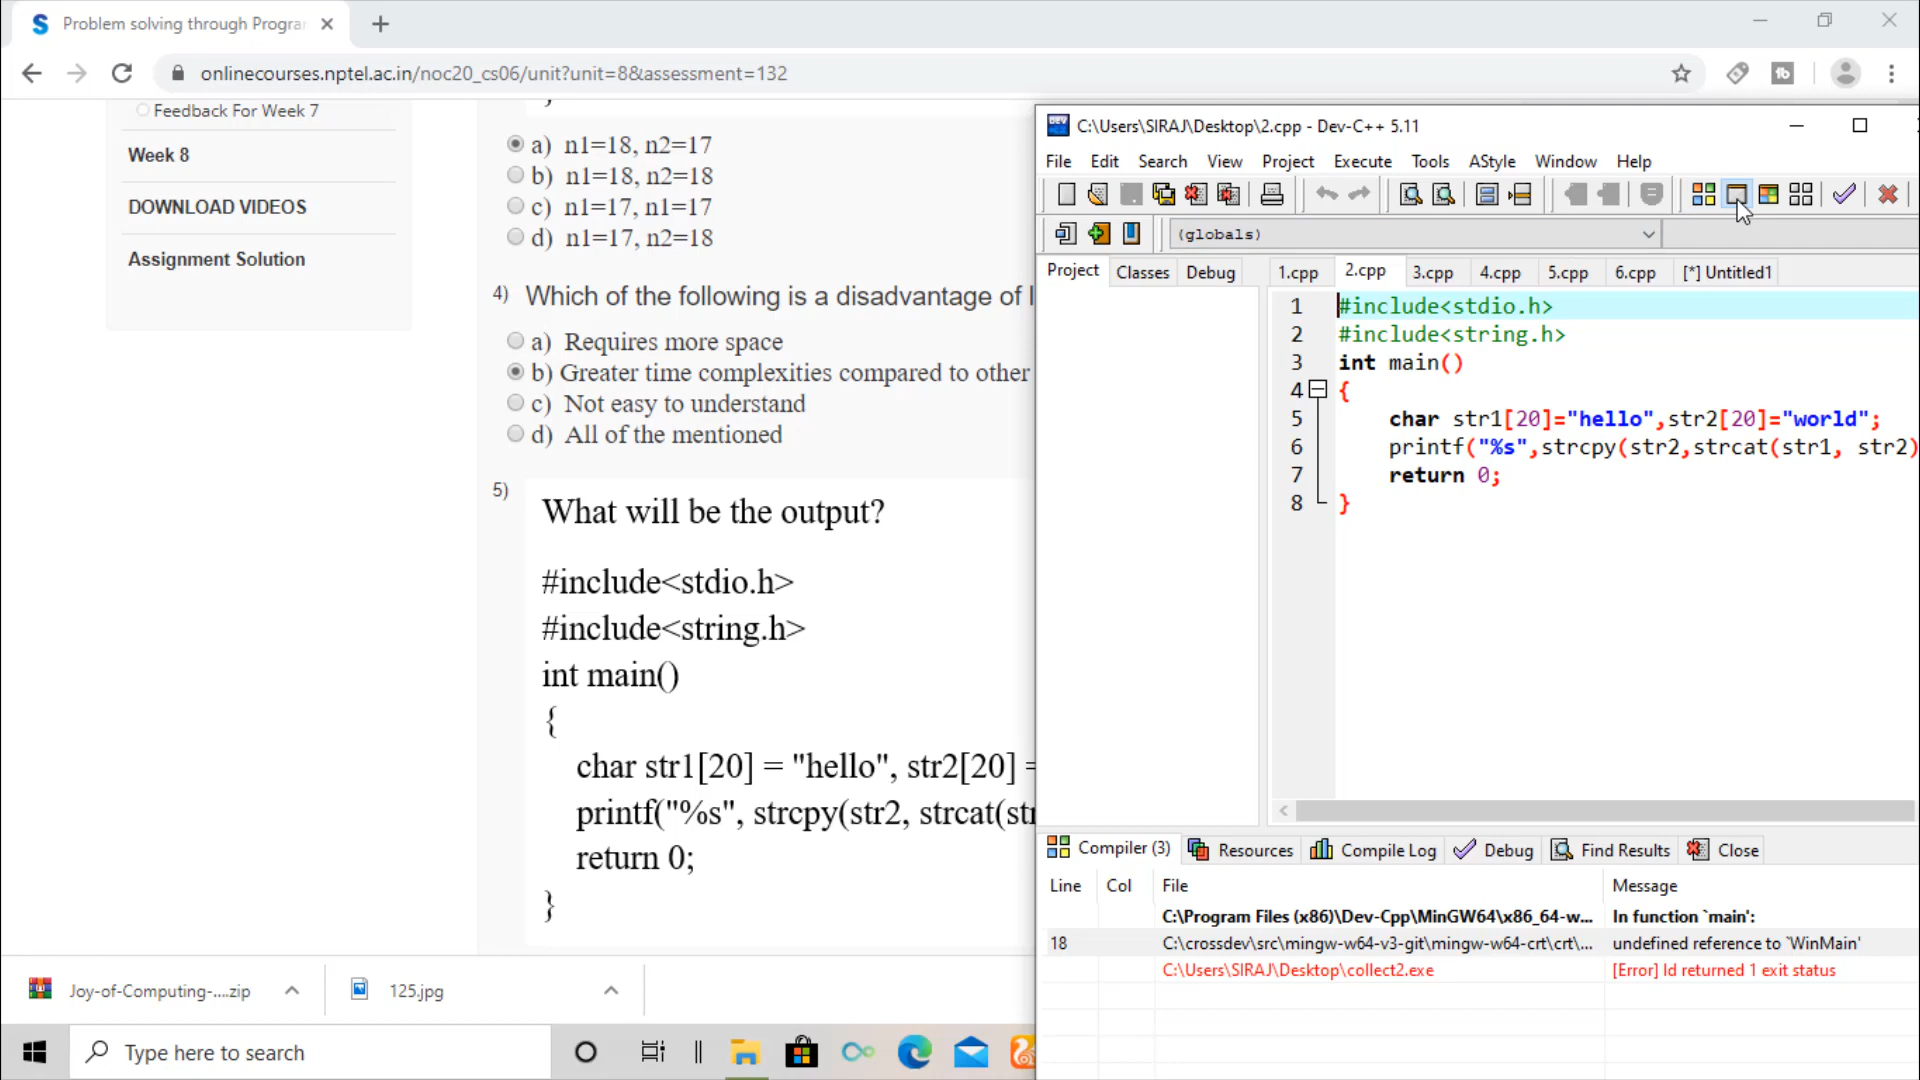 Problem solving through Progra
onlinecourses.nptel.ac.in/noc20_cs06/unit?unit=8&assessment=132
Feedback For Week 7
Week 8
DOWNLOAD VIDEOS
Assignment Solution
a) n1=18, n2=17
b) n1=18, n2=18
c) n1=17, n1=17
d) n1=17, n2=18
4) Which of the following is a disadvantage of
a) Requires more space
b) Greater time complexities compared to other
c) Not easy to understand
d) All of the mentioned
5)
What will be the output?
#include<stdio.h>
#include<string.h>
int main()
{
char str1[20] = "hello", str2[20] =
printf("%s", strcpy(str2, strcat(str
return 0;
}
C:\Users\SIRAJ\Desktop\2.cpp - Dev-C++ 5.11
File Edit Search View Project Execute Tools AStyle Window Help
(globals)
Project Classes Debug
1.cpp 2.cpp 3.cpp 4.cpp 5.cpp 6.cpp [*] Untitled1
1 #include<stdio.h>
2 #include<string.h>
3 int main()
4 {
5 char str1[20]="hello",str2[20]="world";
6 printf("%s",strcpy(str2,strcat(str1, str2)
7 return 0;
8 }
Compiler (3) Resources Compile Log Debug Find Results Close
Line Col File Message
C:\Program Files (x86)\Dev-Cpp\MinGW64\x86_64-w... In function `main':
18 C:\crossdev\src\mingw-w64-v3-git\mingw-w64-crt\crt\... undefined reference to `WinMain'
C:\Users\SIRAJ\Desktop\collect2.exe [Error] ld returned 1 exit status
Joy-of-Computing-....zip
125.jpg
Type here to search